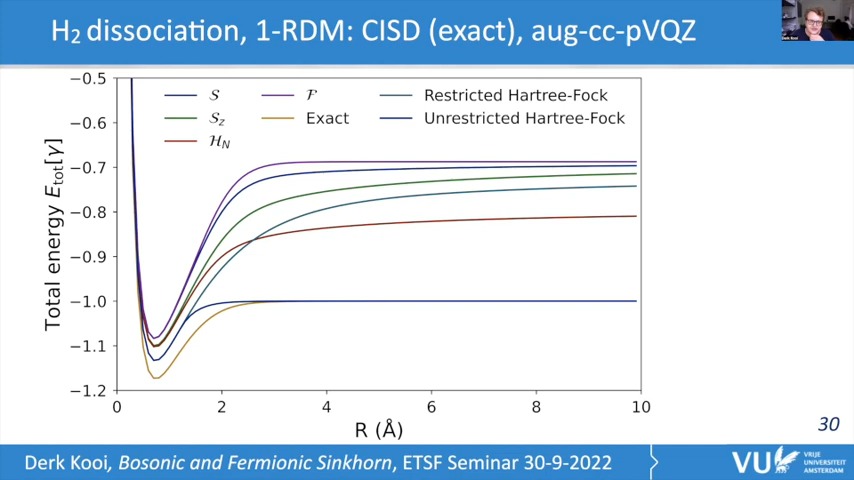 H₂ dissociation, 1-RDM: CISD (exact), aug-cc-pVQZ
Derk Kooi
𝒮
𝒮_z
ℋ_N
ℱ
Exact
Restricted Hartree-Fock
Unrestricted Hartree-Fock
Total energy E_tot[γ]
−0.5
−0.6
−0.7
−0.8
−0.9
−1.0
−1.1
−1.2
0 2 4 6 8 10
R (Å)
30
Derk Kooi, Bosonic and Fermionic Sinkhorn, ETSF Seminar 30-9-2022
VU
VRIJE
UNIVERSITEIT
AMSTERDAM